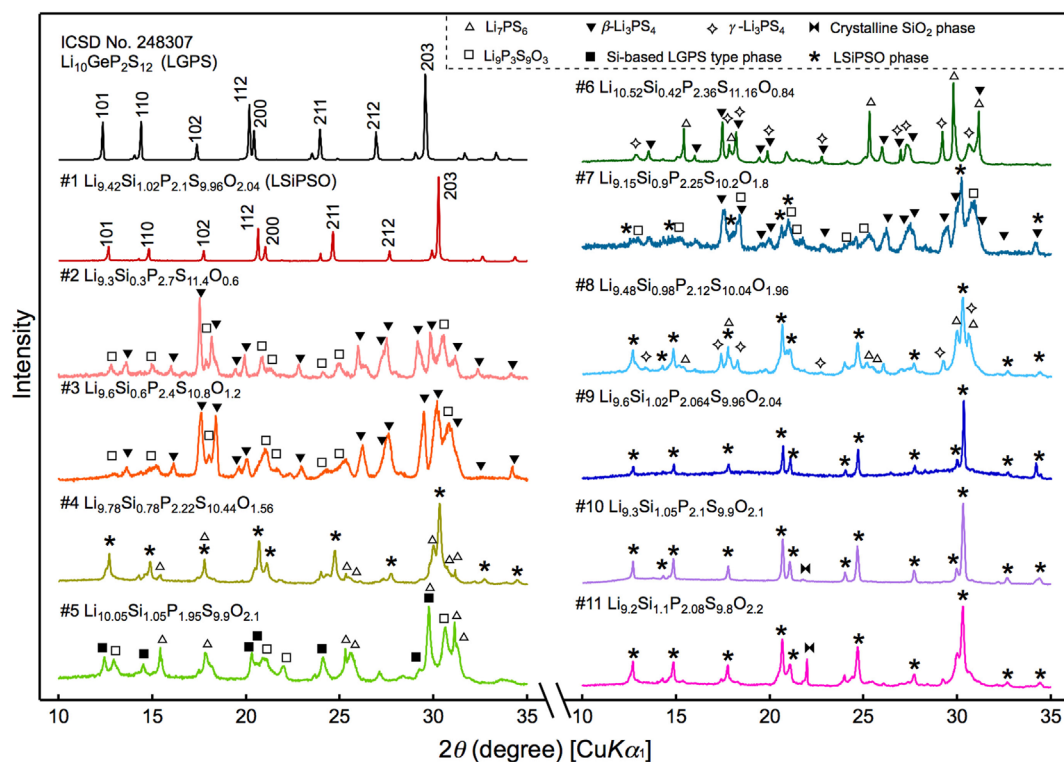 ICSD No. 248307
Li10GeP2S12 (LGPS)
101
110
102
112
200
211
212
203
#1 Li9.42Si1.02P2.1S9.96O2.04 (LSiPSO)
101
110
102
112
200
211
212
203
#2 Li9.3Si0.3P2.7S11.4O0.6
#3 Li9.6Si0.6P2.4S10.8O1.2
#4 Li9.78Si0.78P2.22S10.44O1.56
#5 Li10.05Si1.05P1.95S9.9O2.1
Li7PS6
β-Li3PS4
γ-Li3PS4
Crystalline SiO2 phase
Li9P3S9O3
Si-based LGPS type phase
LSiPSO phase
#6 Li10.52Si0.42P2.36S11.16O0.84
#7 Li9.15Si0.9P2.25S10.2O1.8
#8 Li9.48Si0.98P2.12S10.04O1.96
#9 Li9.6Si1.02P2.064S9.96O2.04
#10 Li9.3Si1.05P2.1S9.9O2.1
#11 Li9.2Si1.1P2.08S9.8O2.2
Intensity
10 15 20 25 30 35 10 15 20 25 30 35
2θ (degree) [CuKα1]